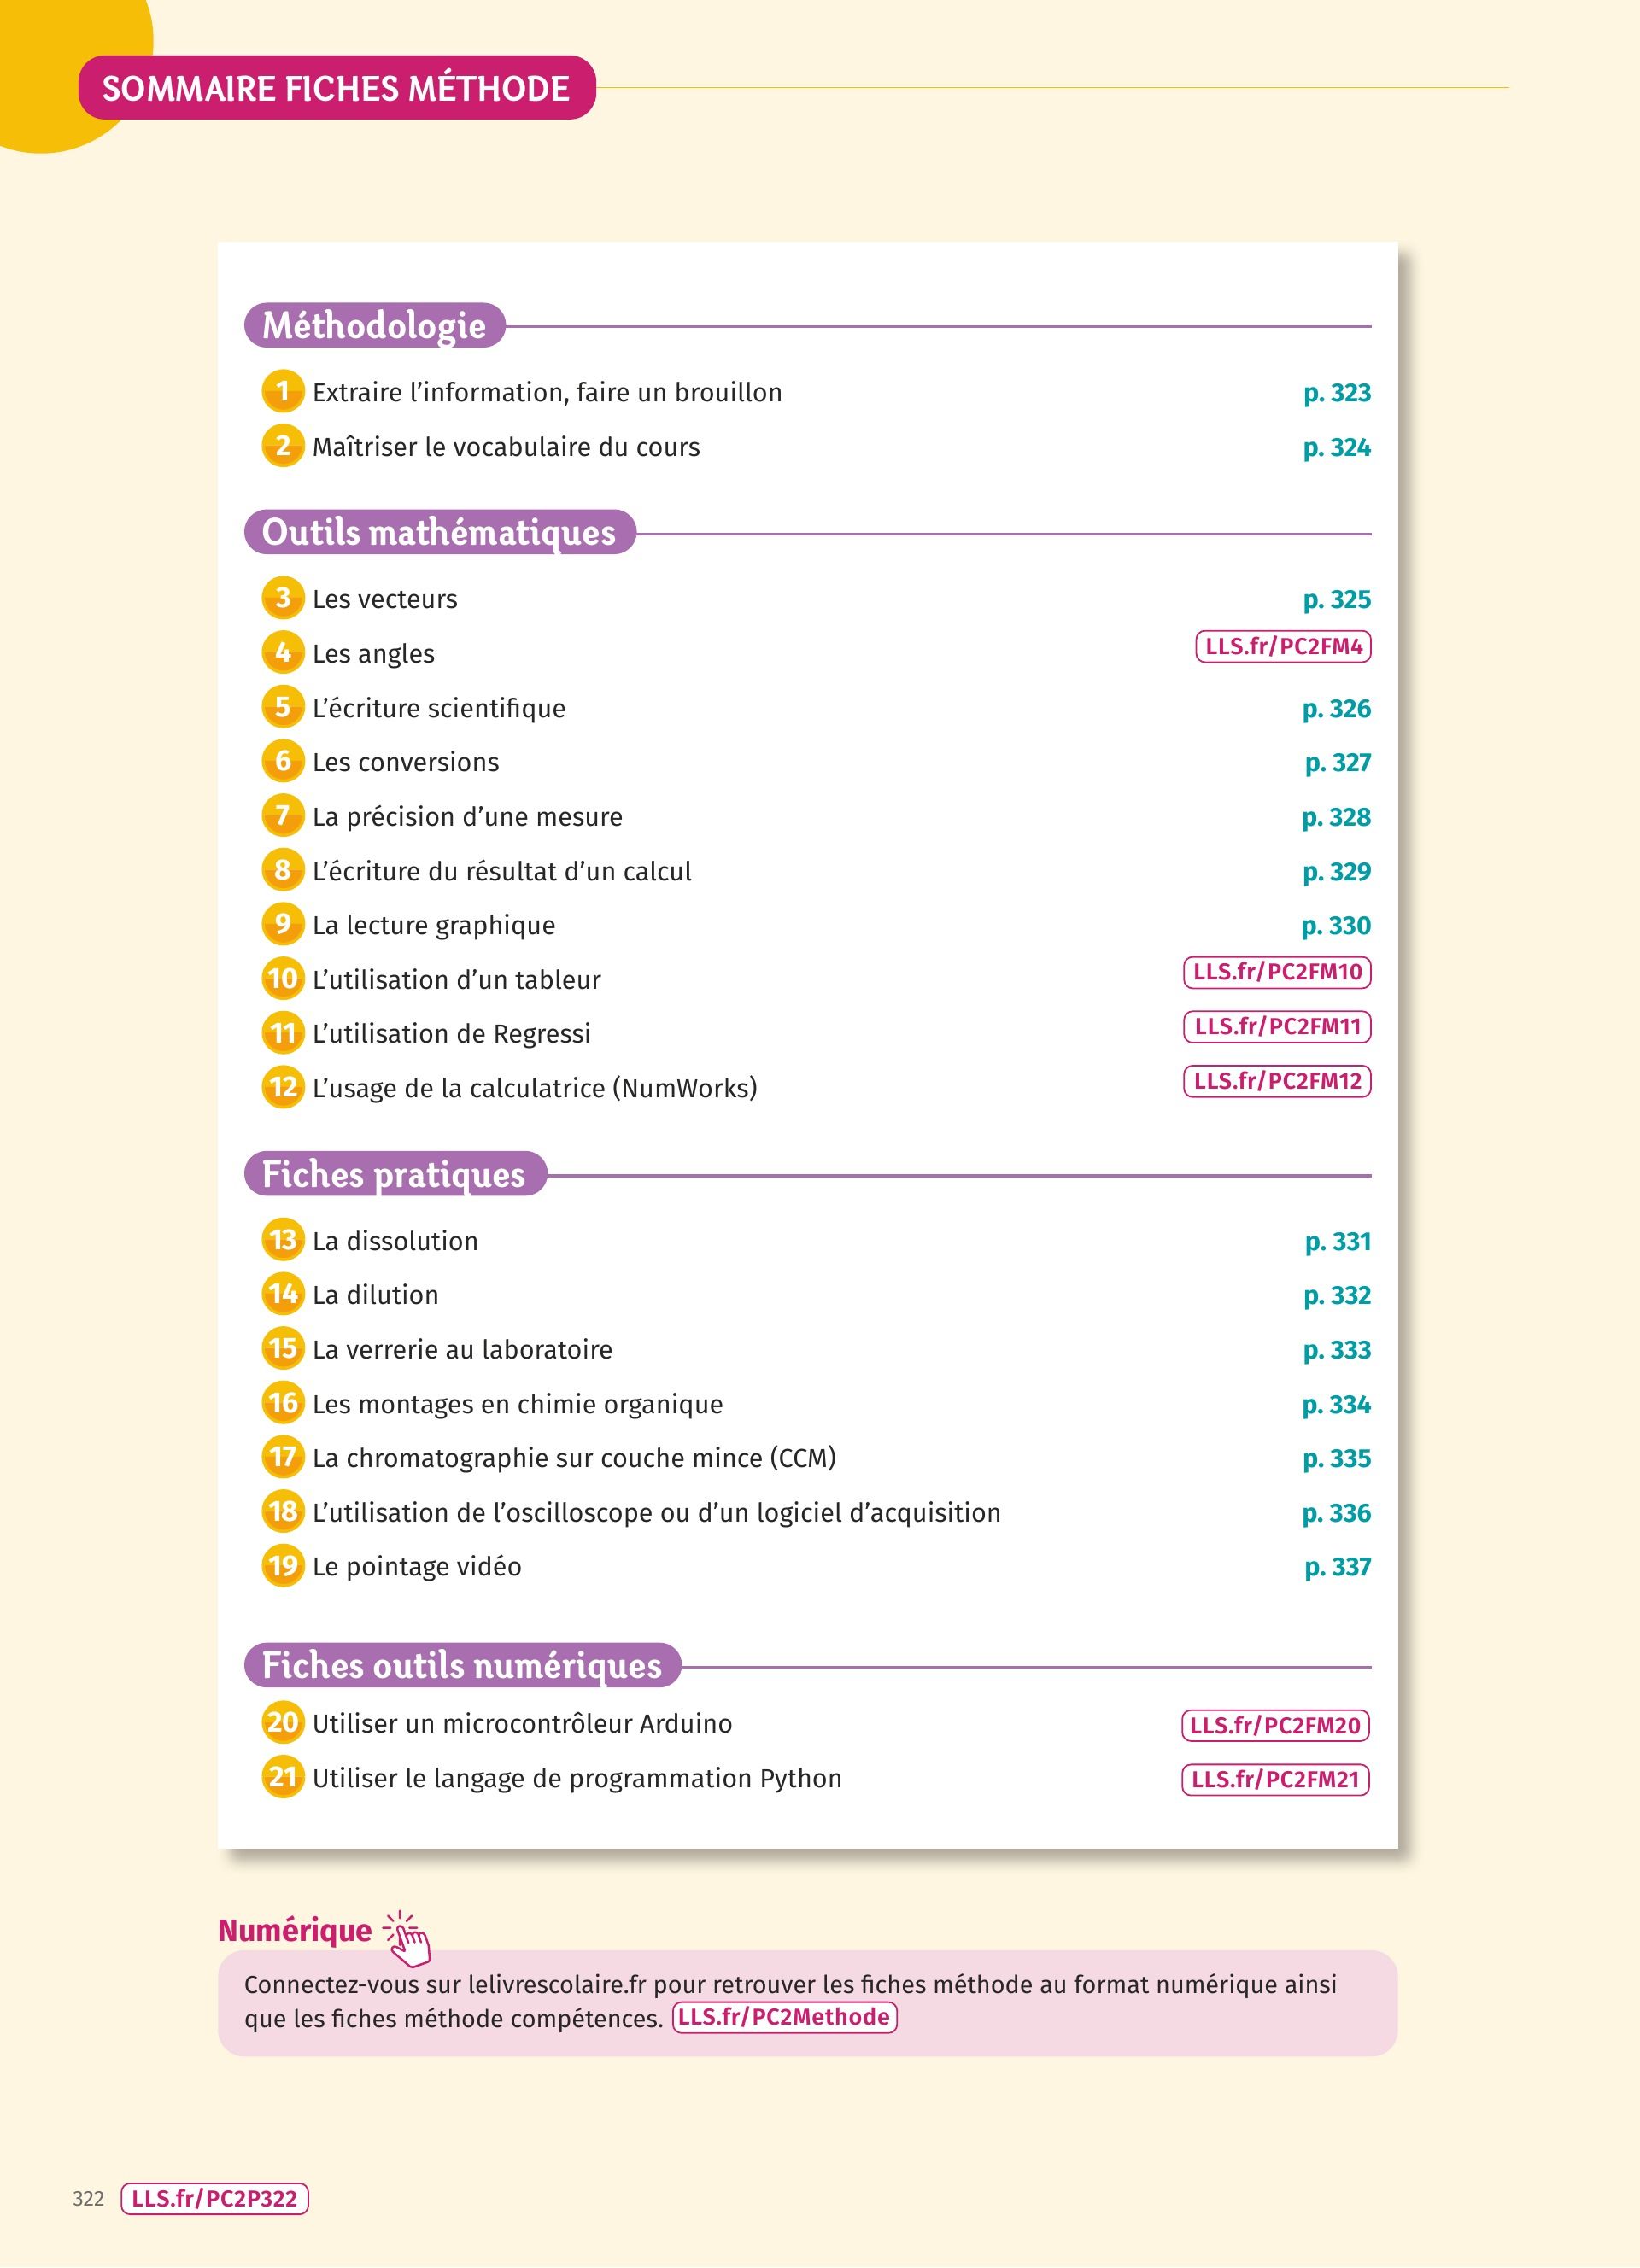 SOMMAIRE FICHES MÉTHODE
Méthodologie
1 Extraire l’information, faire un brouillon p. 323
2 Maîtriser le vocabulaire du cours p. 324
Outils mathématiques
3 Les vecteurs p. 325
4 Les angles LLS.fr/PC2FM4
5 L’écriture scientifique p. 326
6 Les conversions p. 327
7 La précision d’une mesure p. 328
8 L’écriture du résultat d’un calcul p. 329
9 La lecture graphique p. 330
10 L’utilisation d’un tableur LLS.fr/PC2FM10
11 L’utilisation de Regressi LLS.fr/PC2FM11
12 L’usage de la calculatrice (NumWorks) LLS.fr/PC2FM12
Fiches pratiques
13 La dissolution p. 331
14 La dilution p. 332
15 La verrerie au laboratoire p. 333
16 Les montages en chimie organique p. 334
17 La chromatographie sur couche mince (CCM) p. 335
18 L’utilisation de l’oscilloscope ou d’un logiciel d’acquisition p. 336
19 Le pointage vidéo p. 337
Fiches outils numériques
20 Utiliser un microcontrôleur Arduino LLS.fr/PC2FM20
21 Utiliser le langage de programmation Python LLS.fr/PC2FM21
Numérique
Connectez-vous sur lelivrescolaire.fr pour retrouver les fiches méthode au format numérique ainsi
que les fiches méthode compétences. LLS.fr/PC2Methode
322 LLS.fr/PC2P322